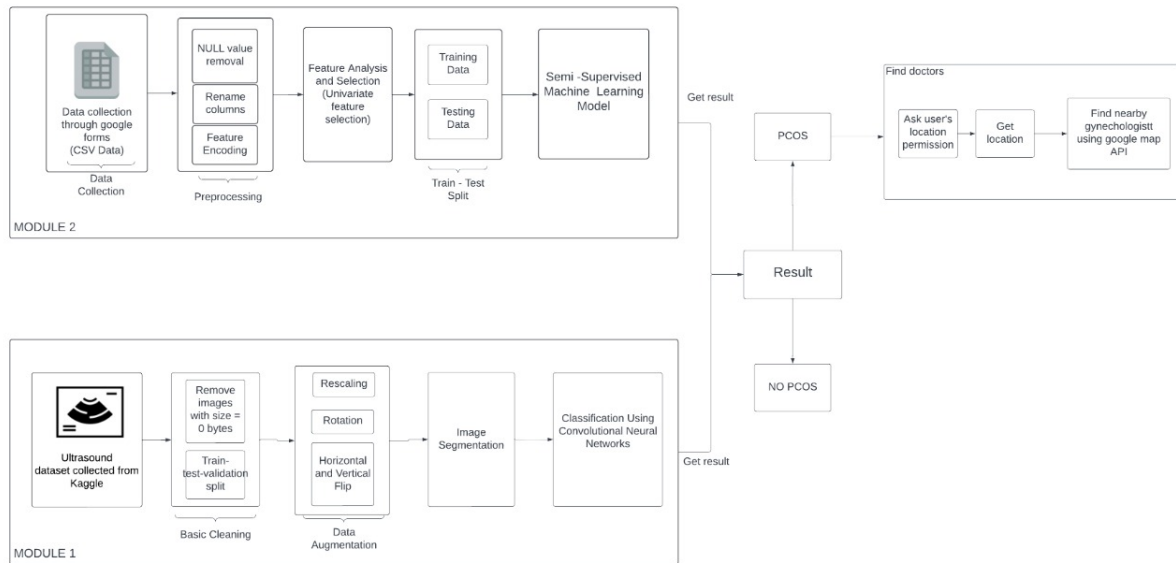 Data collection
through google
forms
(CSV Data)
Data
Collection
NULL value
removal
Rename
columns
Feature
Encoding
Preprocessing
Feature Analysis
and Selection
(Univariate
feature
selection)
Training
Data
Testing
Data
Train - Test
Split
Semi -Supervised
Machine Learning
Model
MODULE 2
Get result
PCOS
Find doctors
Ask user's
location
permission
Get
location
Find nearby
gynechologistt
using google map
API
Result
NO PCOS
Ultrasound
dataset collected from
Kaggle
Remove
images
with size =
0 bytes
Train-
test-validation
split
Basic Cleaning
Rescaling
Rotation
Horizontal
and Vertical
Flip
Data
Augmentation
Image
Segmentation
Classification Using
Convolutional Neural
Networks
Get result
MODULE 1